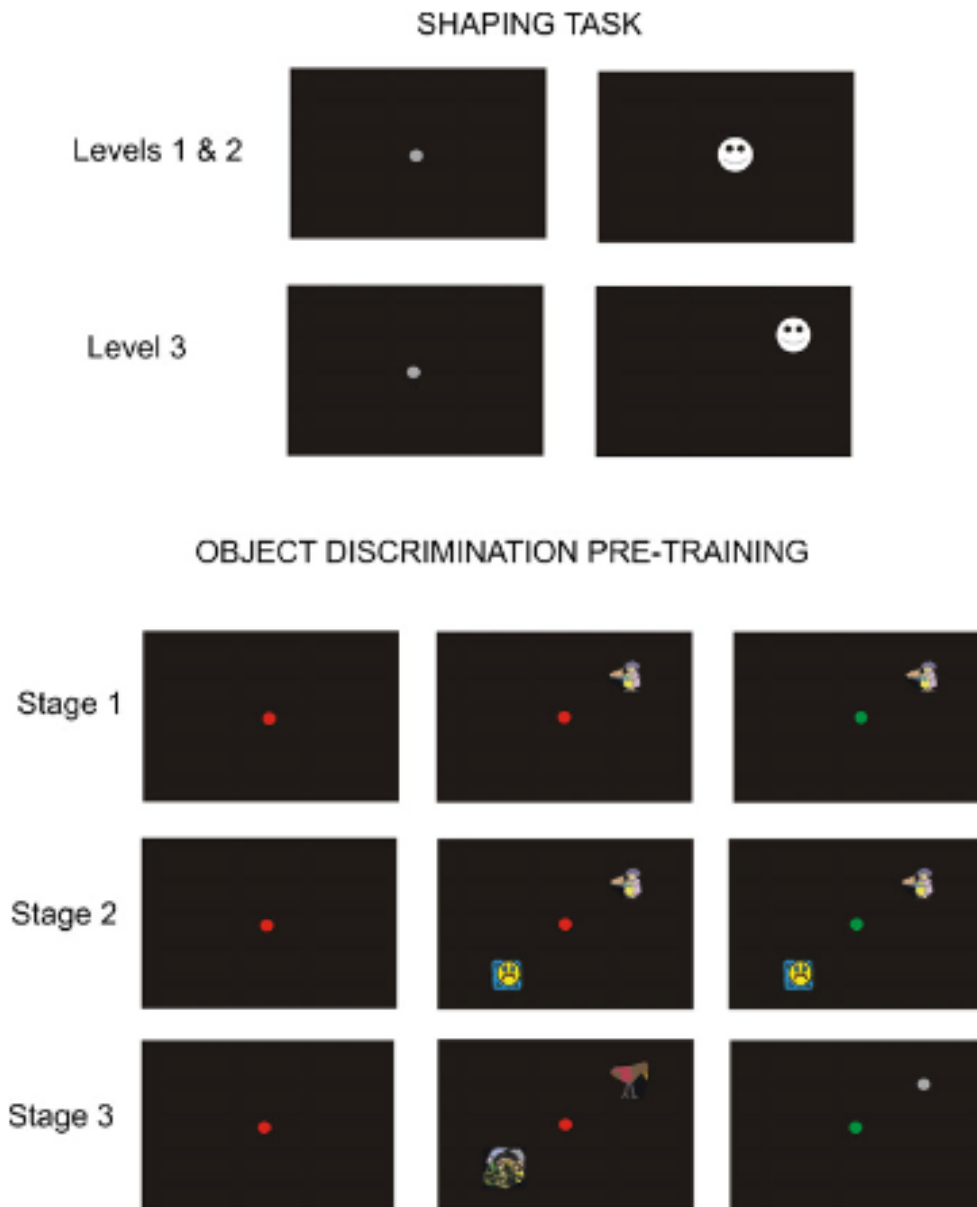 SHAPING TASK
Levels 1 & 2
Level 3
OBJECT DISCRIMINATION PRE-TRAINING
Stage 1
Stage 2
Stage 3